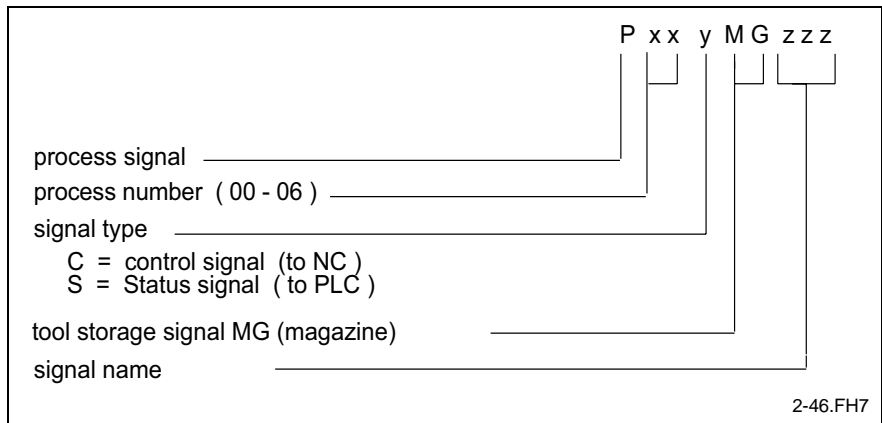 P xx y M G z z z
process signal
process number ( 00 - 06 )
signal type
C = control signal (to NC )
S = Status signal ( to PLC )
tool storage signal MG (magazine)
signal name
2-46.FH7